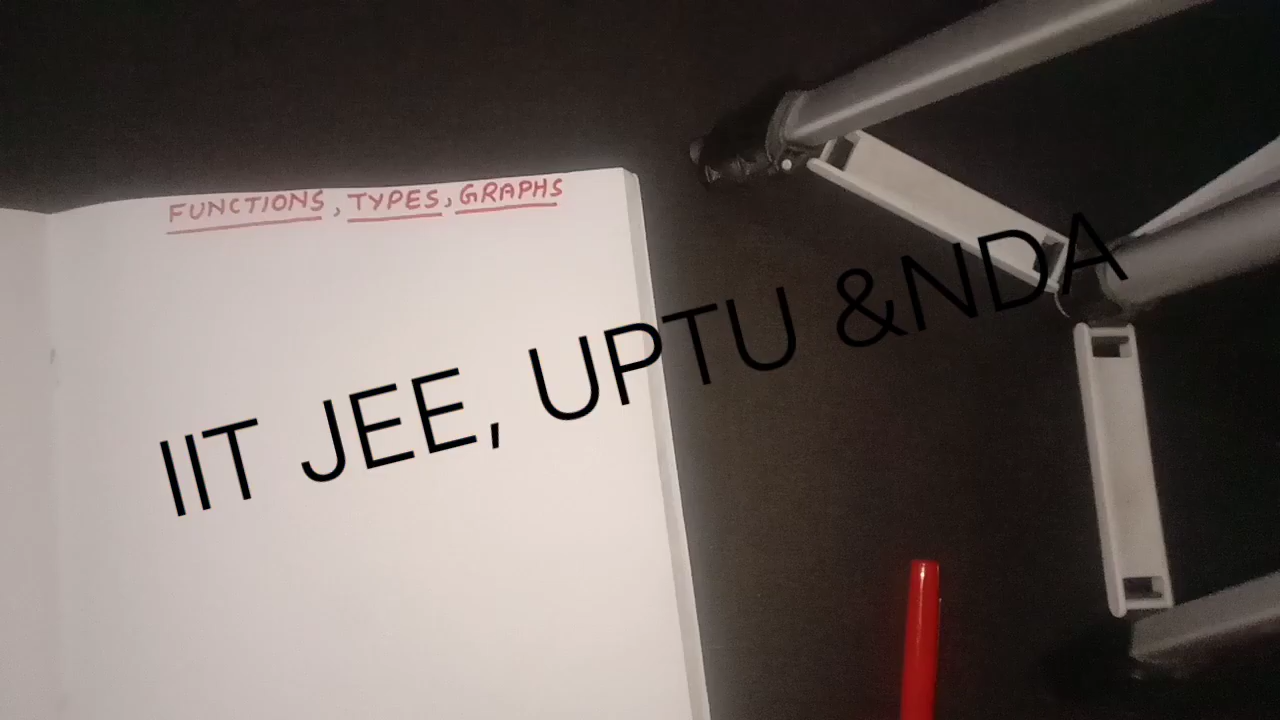 FUNCTIONS, TYPES, GRAPHS
IIT JEE, UPTU &NDA